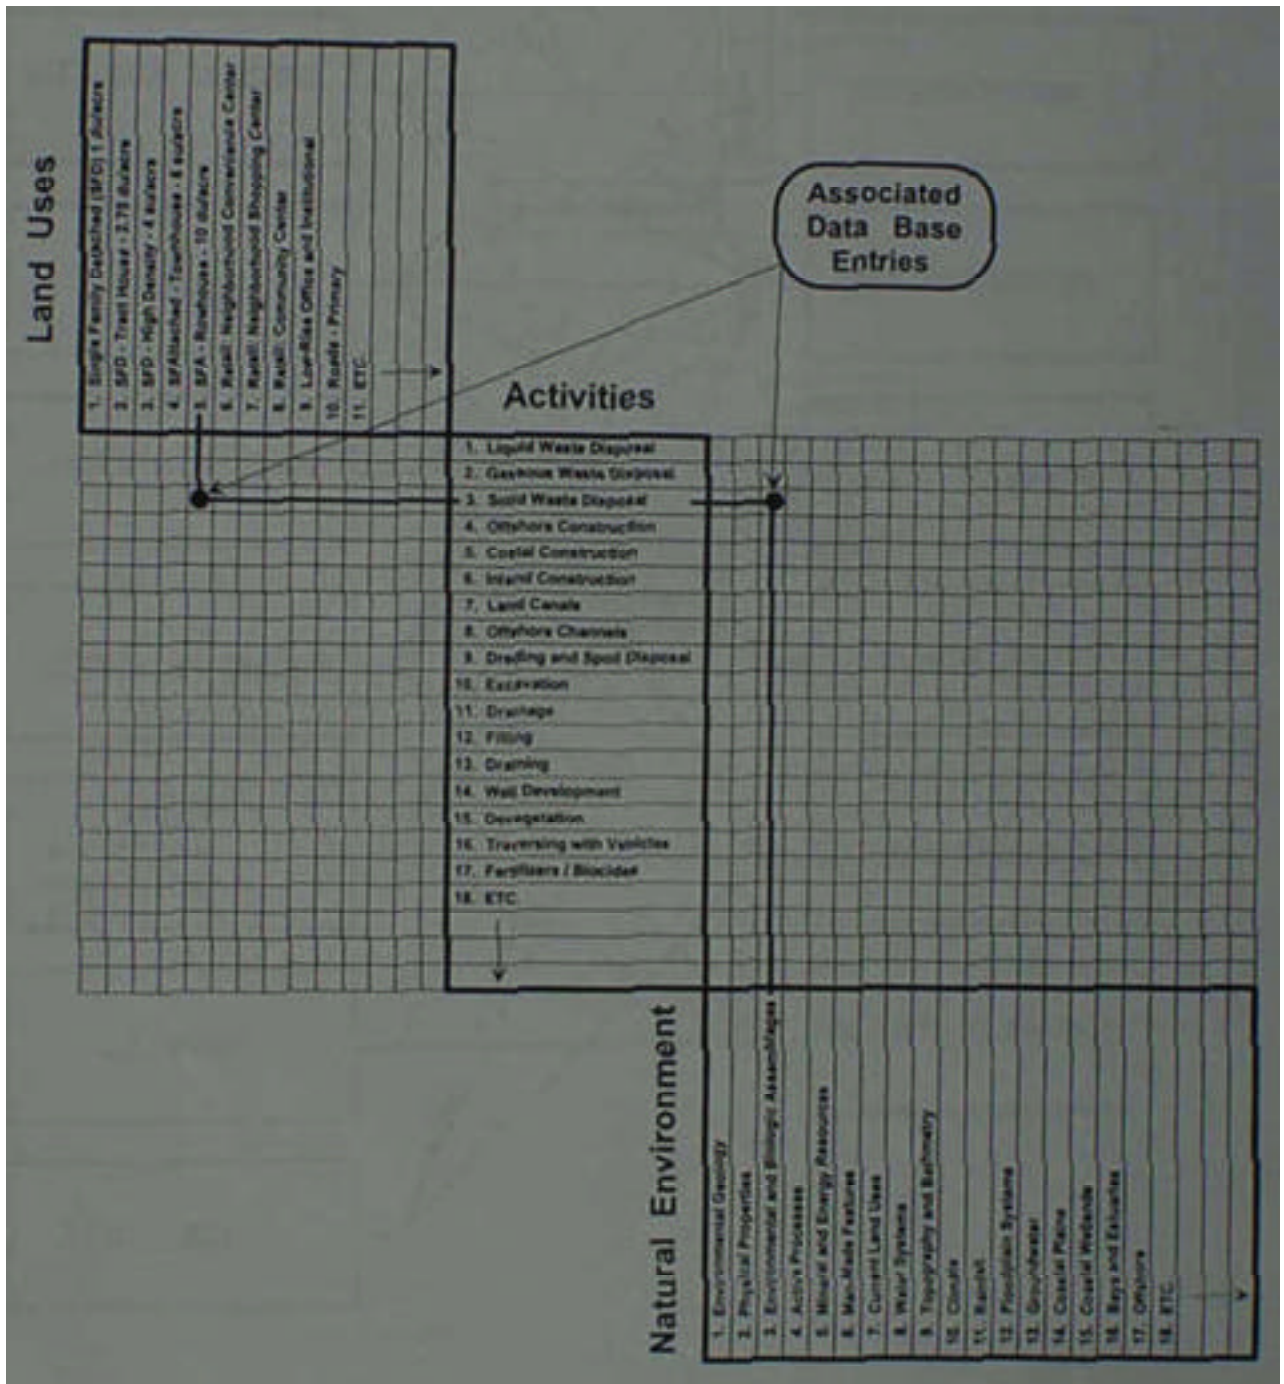 Land Uses
1. Single Family Detached (SFD) 1 du/acre
2. SFD - Tract House - 3.75 du/acre
3. SFD - High Density - 4 du/acre
4. SFAttached - Townhouse - 6 du/acre
5. SFA - Rowhouse - 10 du/acre
6. Retail: Neighborhood Convenience Center
7. Retail: Neighborhood Shopping Center
8. Retail: Community Center
9. Low-Rise Office and Institutional
10. Roads - Primary
11. ETC.
Associated
Data Base
Entries
Activities
1. Liquid Waste Disposal
2. Gaseous Waste Disposal
3. Solid Waste Disposal
4. Offshore Construction
5. Costal Construction
6. Inland Construction
7. Land Canals
8. Offshore Channels
9. Dredling and Spoil Disposal
10. Excavation
11. Drainage
12. Filling
13. Draining
14. Well Development
15. Devegetation
16. Traversing with Vehicles
17. Fertilizers / Biocides
18. ETC.
Natural Environment
1. Environmental Geology
2. Physical Properties
3. Environmental and Biologic Assemblages
4. Active Processes
5. Mineral and Energy Resources
6. Man-Made Features
7. Current Land Uses
8. Water Systems
9. Topography and Bathmetry
10. Climate
11. Rainfall
12. Floodplain Systems
13. Groundwater
14. Coastal Plains
15. Coastal Wetlands
16. Bays and Estuaries
17. Offshore
18. ETC.